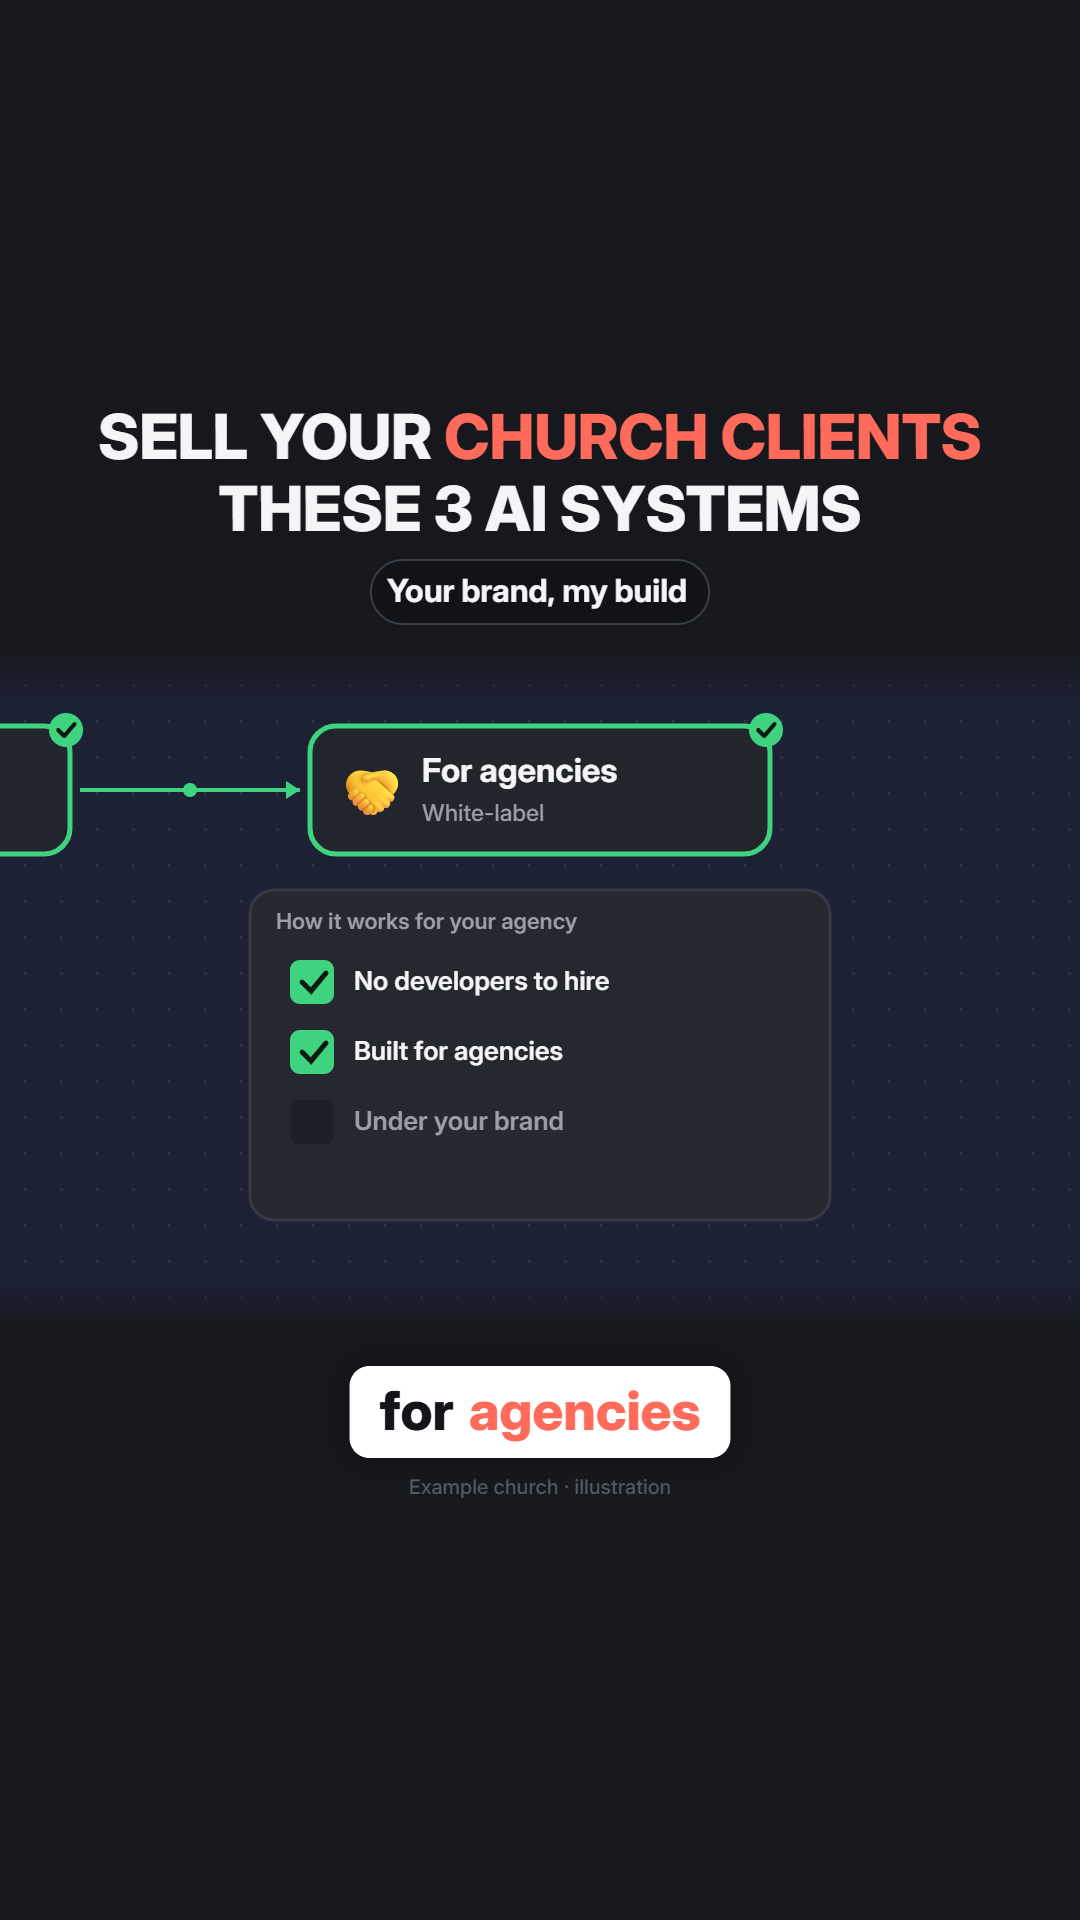 SELL YOUR CHURCH CLIENTS
THESE 3 AI SYSTEMS
Your brand, my build
For agencies
White-label
How it works for your agency
No developers to hire
Built for agencies
Under your brand
for agencies
Example church · illustration